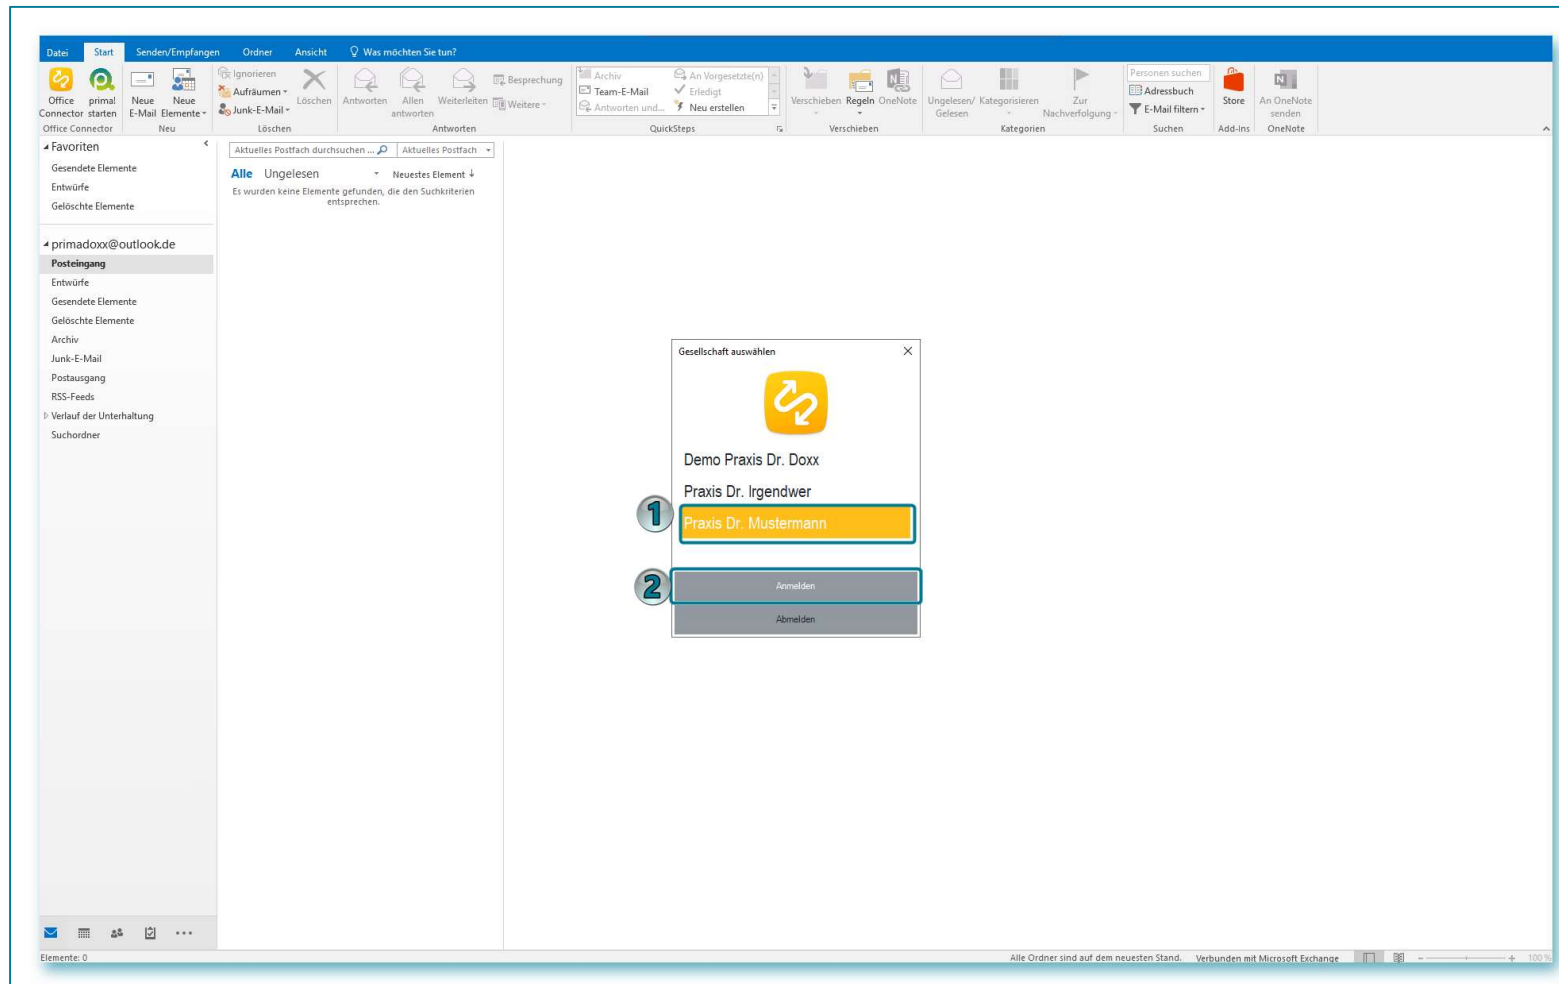 Datei Start Senden/Empfangen Ordner Ansicht Was möchten Sie tun?
Office Connector
primal starten
Office Connector
Neue E-Mail
Neue Elemente
Neu
Ignorieren
Aufräumen
Junk-E-Mail
Löschen
Löschen
Antworten
Allen antworten
Weiterleiten
Besprechung
Weitere
Antworten
Archiv
Team-E-Mail
Antworten und...
An Vorgesetzte(n)
Erledigt
Neu erstellen
QuickSteps
Verschieben
Regeln
OneNote
Verschieben
Ungelesen/ Gelesen
Kategorisieren
Zur Nachverfolgung
Kategorien
Personen suchen
Adressbuch
E-Mail filtern
Suchen
Store
Add-Ins
An OneNote senden
OneNote
Favoriten
Gesendete Elemente
Entwürfe
Gelöschte Elemente
primadoxx@outlook.de
Posteingang
Entwürfe
Gesendete Elemente
Gelöschte Elemente
Archiv
Junk-E-Mail
Postausgang
RSS-Feeds
Verlauf der Unterhaltung
Suchordner
Aktuelles Postfach durchsuchen ... Aktuelles Postfach
Alle Ungelesen Neuestes Element ↓
Es wurden keine Elemente gefunden, die den Suchkriterien
entsprechen.
Gesellschaft auswählen
Demo Praxis Dr. Doxx
Praxis Dr. Irgendwer
1 Praxis Dr. Mustermann
2 Anmelden
Abmelden
Elemente: 0
Alle Ordner sind auf dem neuesten Stand. Verbunden mit Microsoft Exchange 100 %